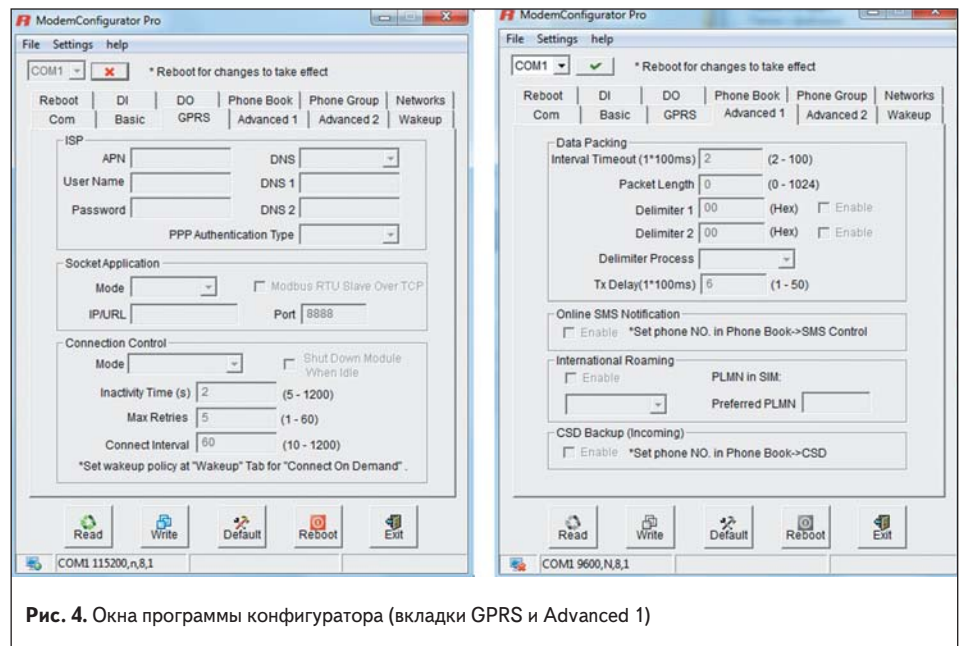 ModemConfigurator Pro
File Settings help
COM1 * Reboot for changes to take effect
Reboot DI DO Phone Book Phone Group Networks
Com Basic GPRS Advanced 1 Advanced 2 Wakeup
ISP
APN DNS
User Name DNS 1
Password DNS 2
PPP Authentication Type
Socket Application
Mode Modbus RTU Slave Over TCP
IP/URL Port 8888
Connection Control
Mode Shut Down Module
When Idle
Inactivity Time (s) 2 (5 - 1200)
Max Retries 5 (1 - 60)
Connect Interval 60 (10 - 1200)
*Set wakeup policy at "Wakeup" Tab for "Connect On Demand" .
Read Write Default Reboot Exit
COM1 115200,n,8,1
ModemConfigurator Pro
File Settings help
COM1 * Reboot for changes to take effect
Reboot DI DO Phone Book Phone Group Networks
Com Basic GPRS Advanced 1 Advanced 2 Wakeup
Data Packing
Interval Timeout (1*100ms) 2 (2 - 100)
Packet Length 0 (0 - 1024)
Delimiter 1 00 (Hex) Enable
Delimiter 2 00 (Hex) Enable
Delimiter Process
Tx Delay(1*100ms) 6 (1 - 50)
Online SMS Notification
Enable *Set phone NO. in Phone Book->SMS Control
International Roaming
Enable PLMN in SIM:
Preferred PLMN
CSD Backup (Incoming)
Enable *Set phone NO. in Phone Book->CSD
Read Write Default Reboot Exit
COM1 9600,N,8,1
Рис. 4. Окна программы конфигуратора (вкладки GPRS и Advanced 1)